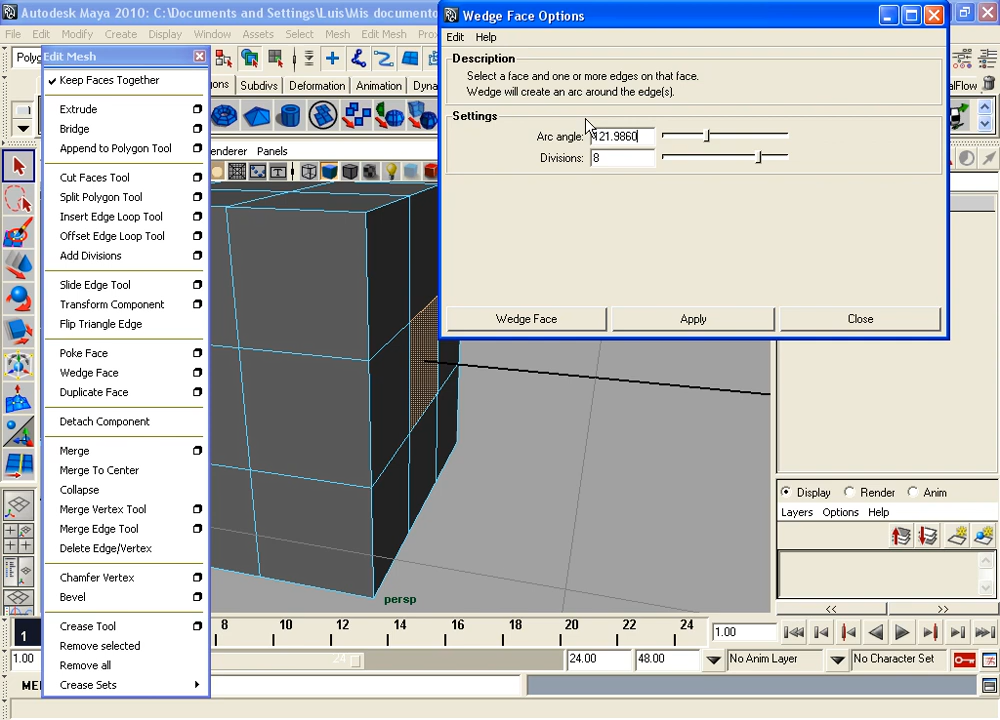 Autodesk Maya 2010: C:\Documents and Settings\Luis\Mis documento
Wedge Face Options
File Edit Modify Create Display Window Assets Select Mesh Edit Mesh
Edit Help
Edit Mesh
Keep Faces Together
Extrude
Bridge
Append to Polygon Tool
Cut Faces Tool
Split Polygon Tool
Insert Edge Loop Tool
Offset Edge Loop Tool
Add Divisions
Slide Edge Tool
Transform Component
Flip Triangle Edge
Poke Face
Wedge Face
Duplicate Face
Detach Component
Merge
Merge To Center
Collapse
Merge Vertex Tool
Merge Edge Tool
Delete Edge/Vertex
Chamfer Vertex
Bevel
Crease Tool
Remove selected
Remove all
Crease Sets
Subdivs Deformation Animation
Panels
Description
Select a face and one or more edges on that face.
Wedge will create an arc around the edge(s).
Settings
Arc angle: 121.9860
Divisions: 8
Wedge Face Apply Close
persp
Display Render Anim
Layers Options Help
<< >>
1 8 10 12 14 16 18 20 22 24 1.00
1.00 24 24.00 48.00 No Anim Layer No Character Set